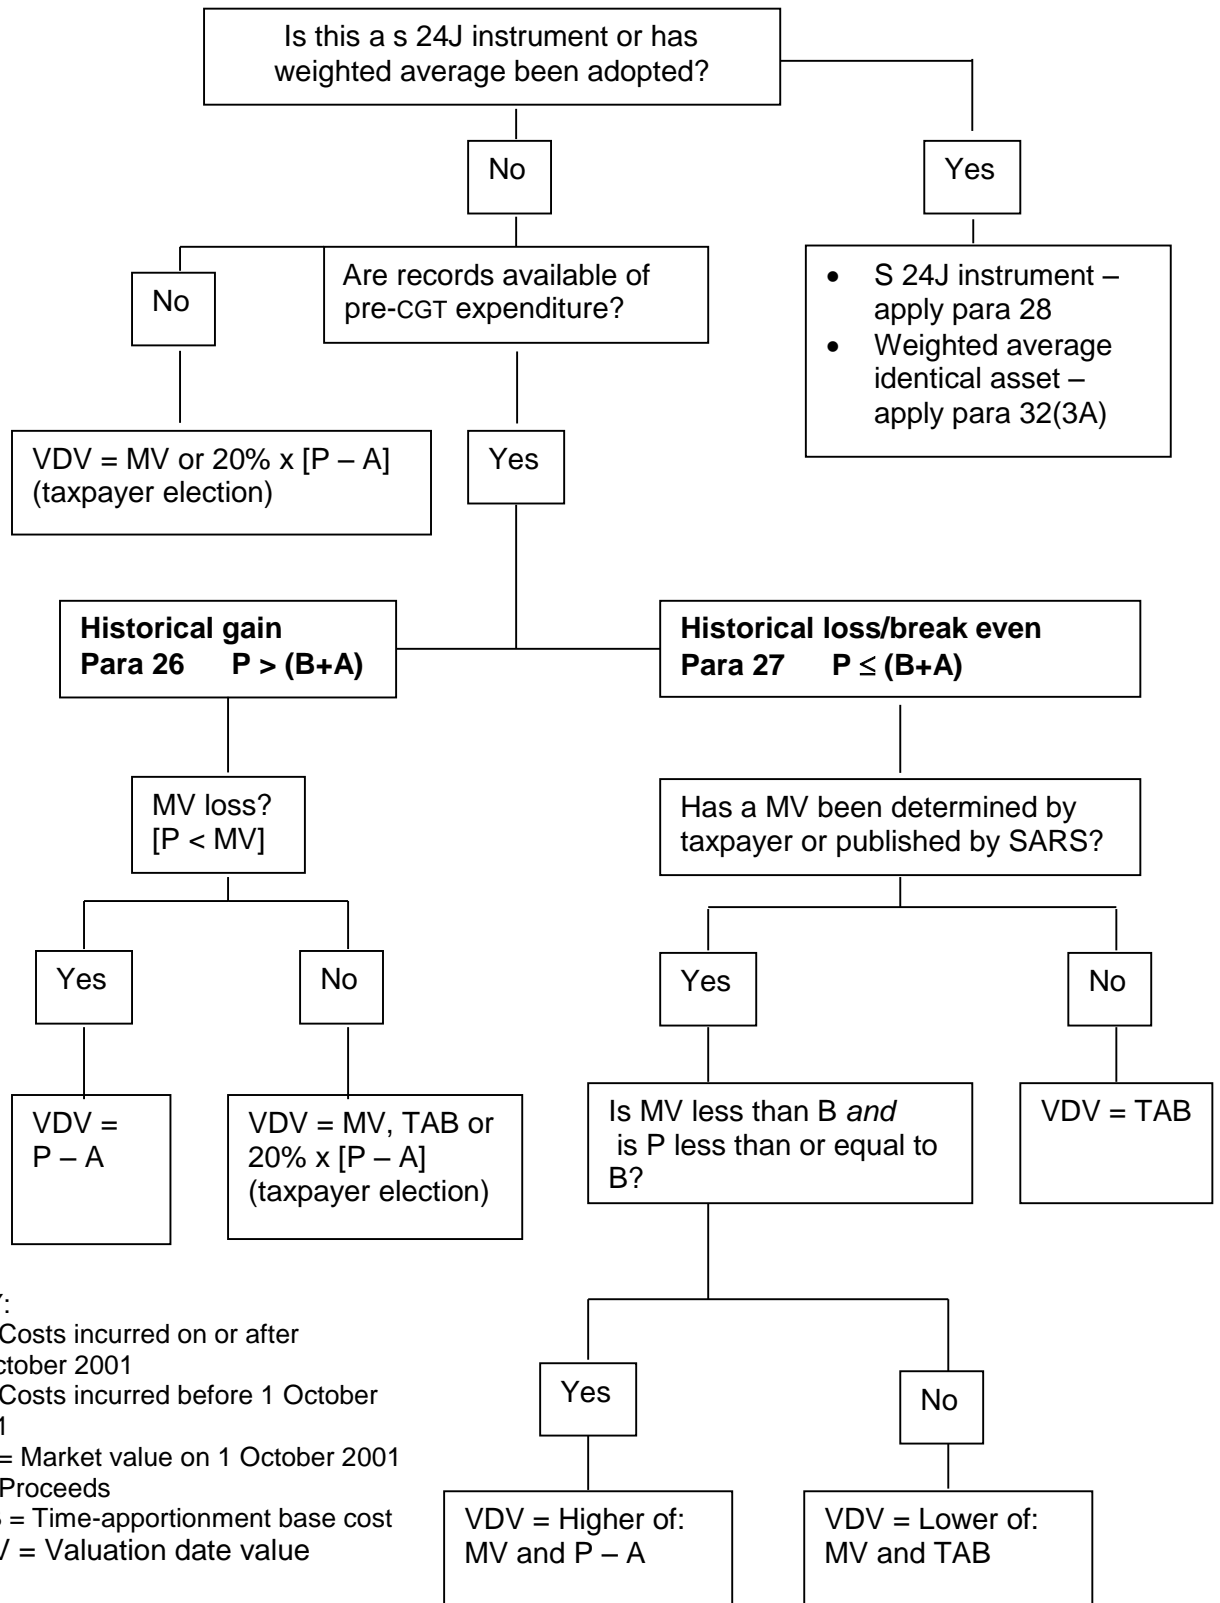 Is this a s 24J instrument or has
weighted average been adopted?
No
Yes
No
Are records available of
pre-CGT expenditure?
• S 24J instrument –
apply para 28
• Weighted average
identical asset –
apply para 32(3A)
VDV = MV or 20% x [P – A]
(taxpayer election)
Yes
Historical gain
Para 26 P > (B+A)
Historical loss/break even
Para 27 P ≤ (B+A)
MV loss?
[P < MV]
Has a MV been determined by
taxpayer or published by SARS?
Yes
No
Yes
No
VDV =
P – A
VDV = MV, TAB or
20% x [P – A]
(taxpayer election)
Is MV less than B and
is P less than or equal to
B?
VDV = TAB
Costs incurred on or after
October 2001
Costs incurred before 1 October
= Market value on 1 October 2001
Proceeds
= Time-apportionment base cost
= Valuation date value
Yes
No
VDV = Higher of:
MV and P – A
VDV = Lower of:
MV and TAB